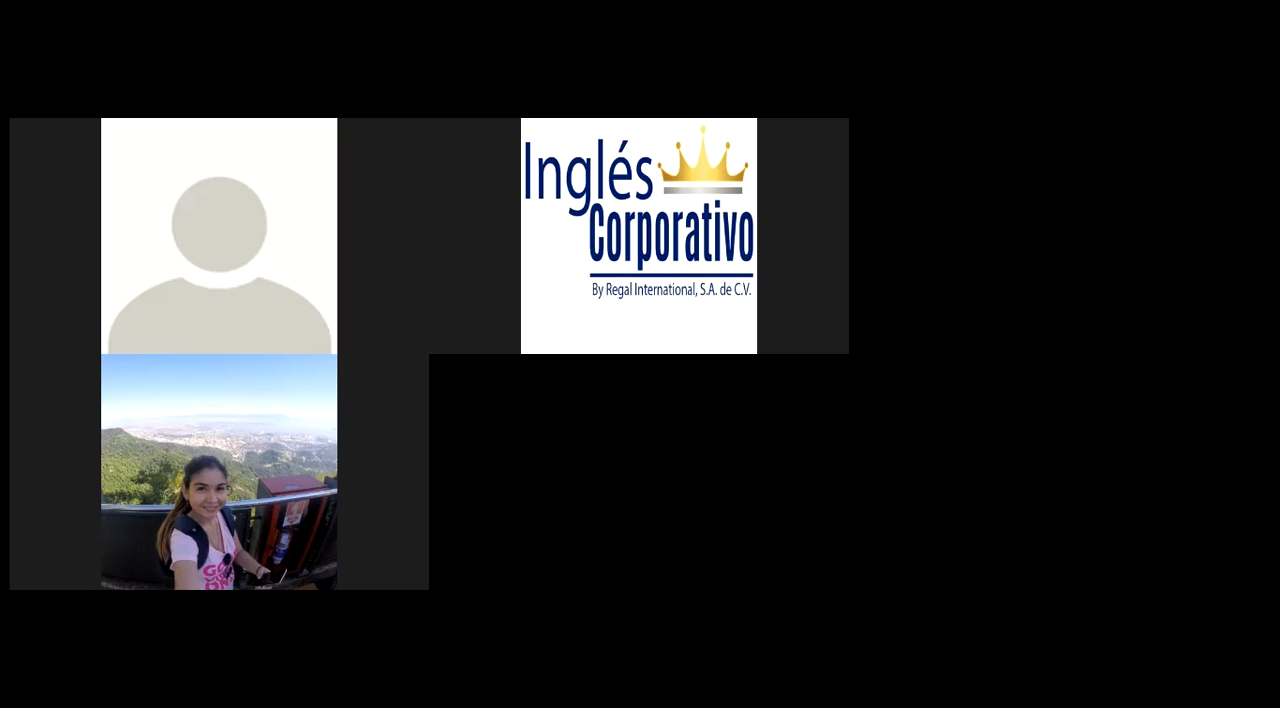 Inglés
Corporativo
By Regal International, S.A. de C.V.